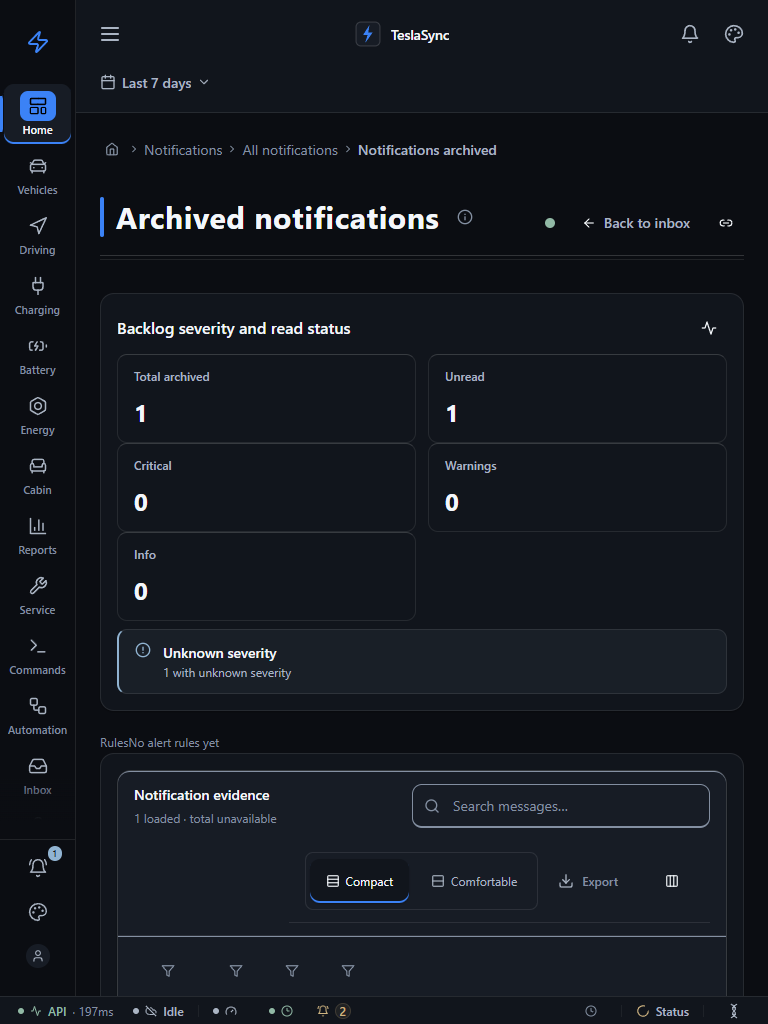 TeslaSync
Last 7 days
Home
Vehicles
Driving
Charging
Battery
Energy
Cabin
Reports
Service
Commands
Automation
Inbox
1
Notifications
All notifications
Notifications archived
Archived notifications
Back to inbox
Backlog severity and read status
Total archived
1
Unread
1
Critical
0
Warnings
0
Info
0
Unknown severity
1 with unknown severity
RulesNo alert rules yet
Notification evidence
1 loaded · total unavailable
Search messages...
Compact
Comfortable
Export
API · 197ms
Idle
2
Status